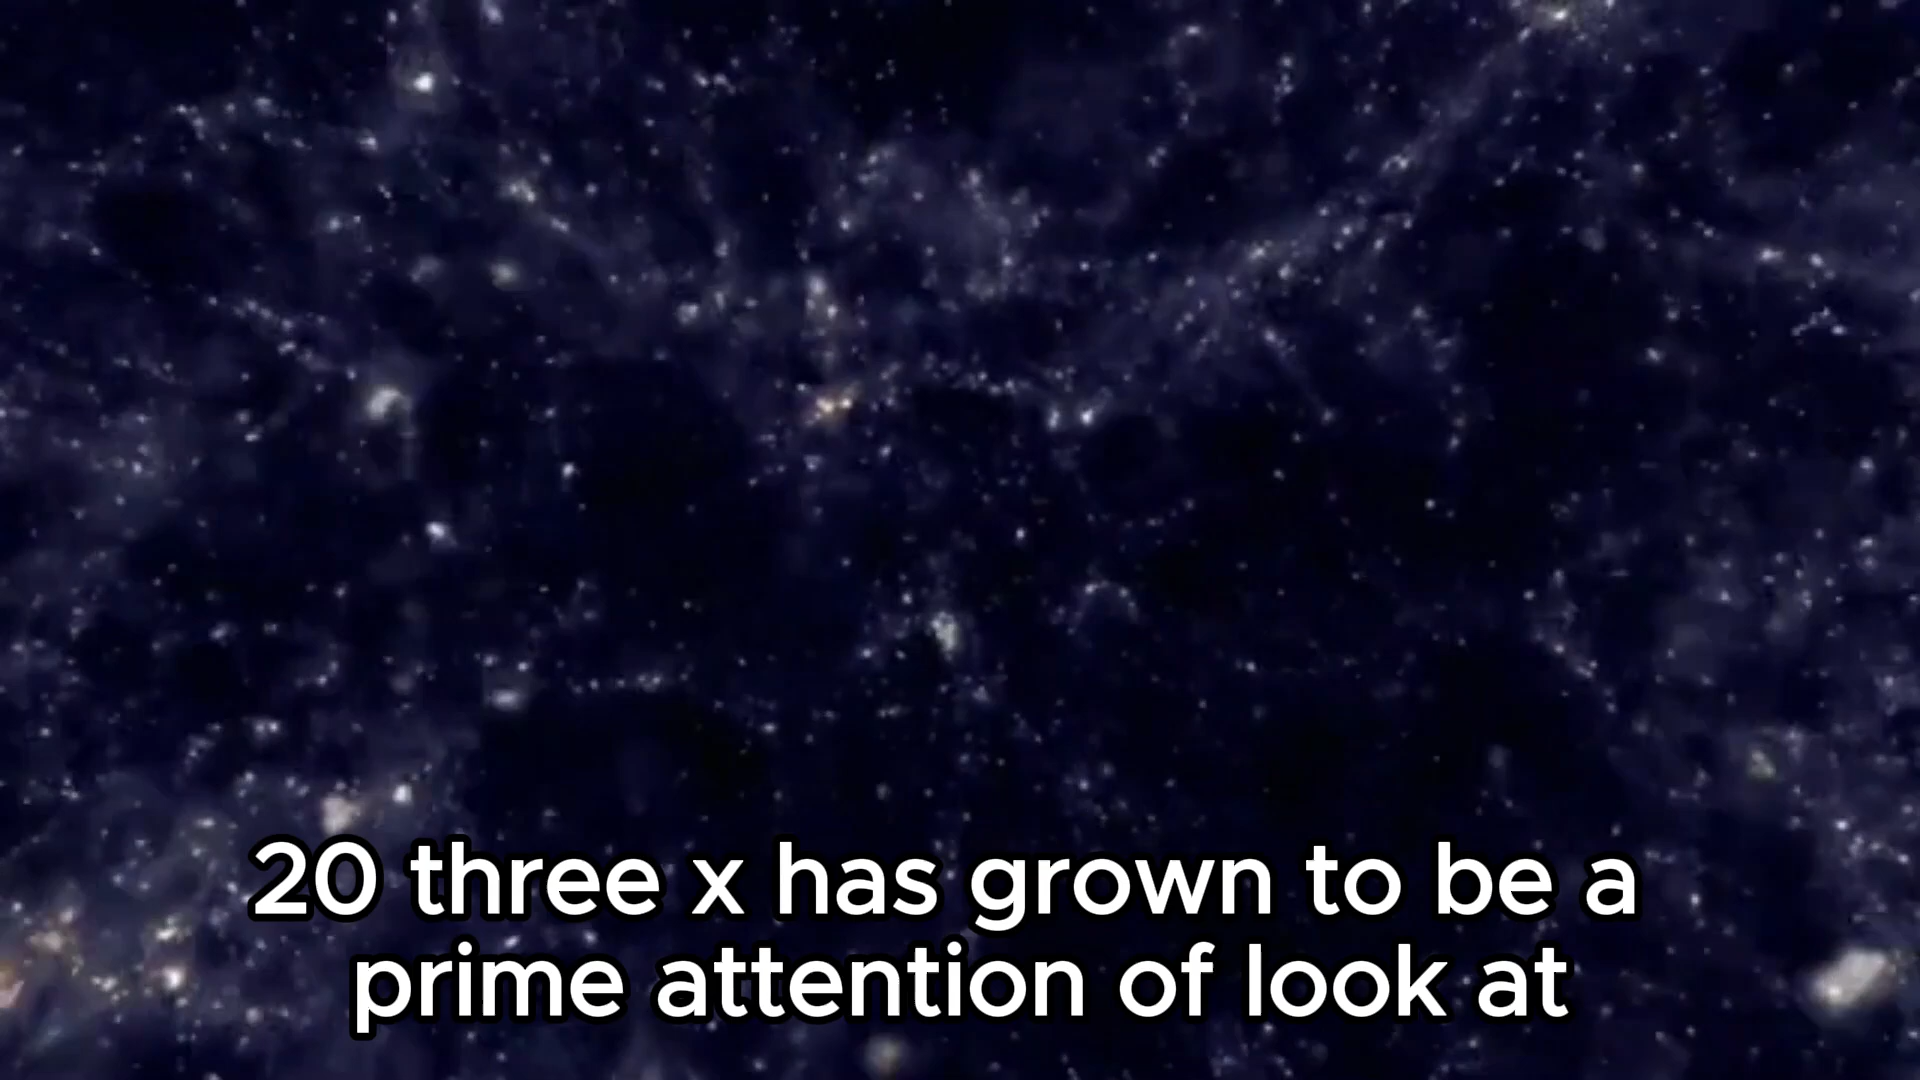 20 three x has grown to be a
prime attention of look at